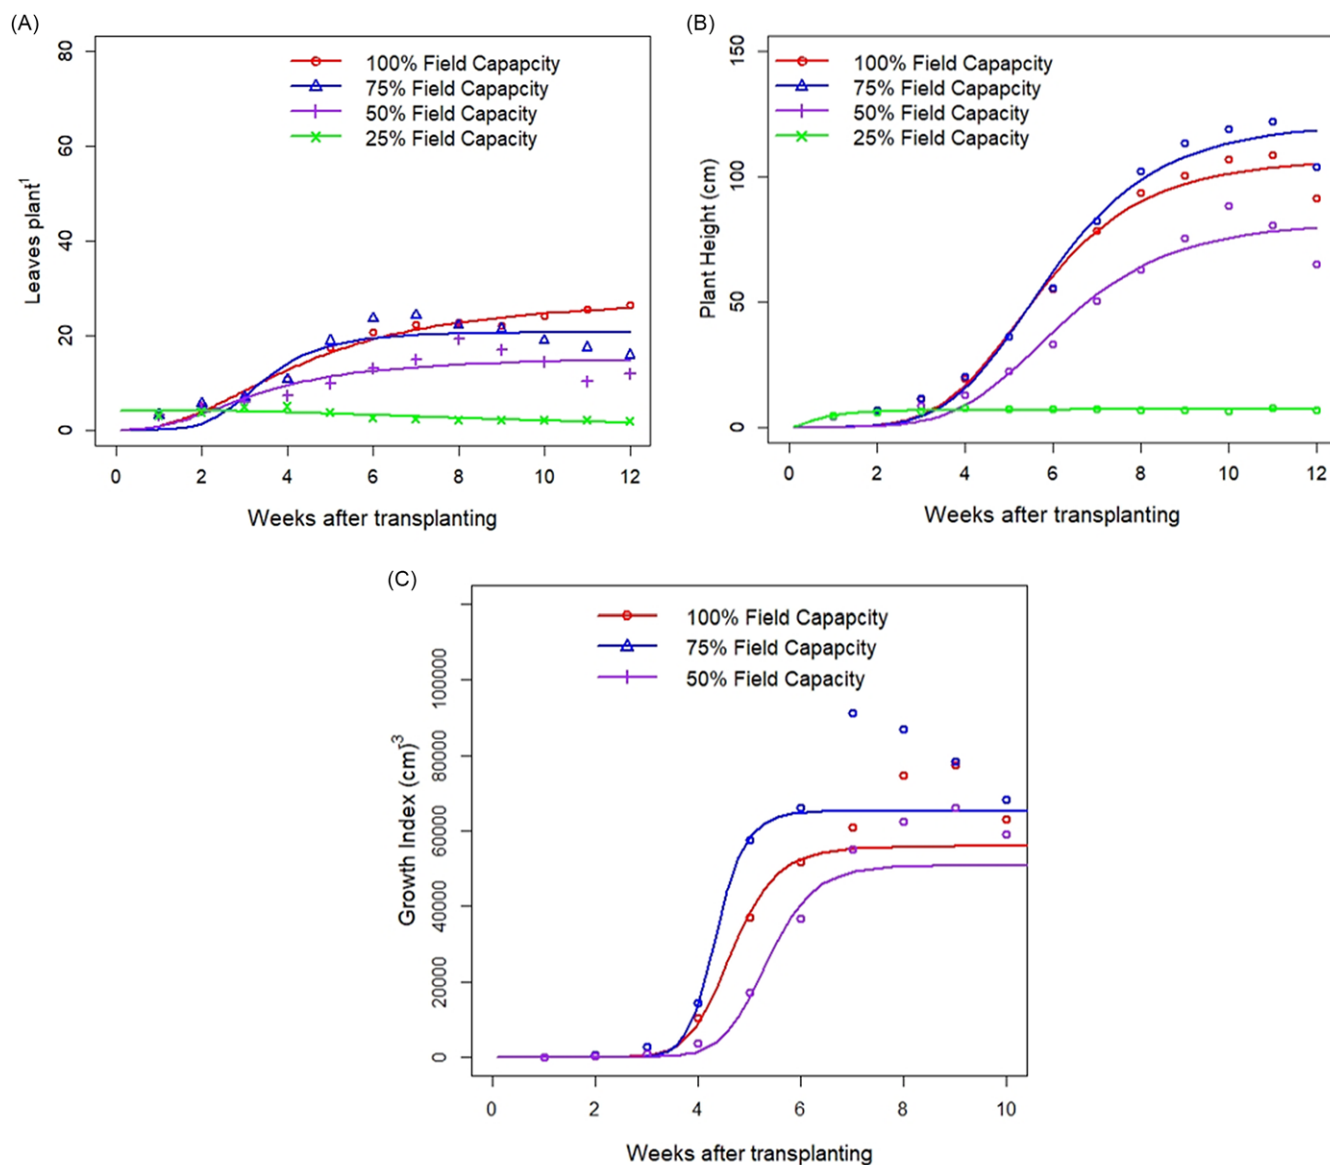 (A)
80
60
40
20
0
Leaves plant¹
100% Field Capapcity
75% Field Capapcity
50% Field Capapcity
25% Field Capacity
0 2 4 6 8 10 12
Weeks after transplanting
(B)
150
100
50
0
Plant Height (cm)
100% Field Capapcity
75% Field Capapcity
50% Field Capacity
25% Field Capacity
0 2 4 6 8 10 12
Weeks after transplanting
(C)
100000
80000
60000
40000
20000
0
Growth Index (cm)³
100% Field Capapcity
75% Field Capapcity
50% Field Capacity
0 2 4 6 8 10
Weeks after transplanting